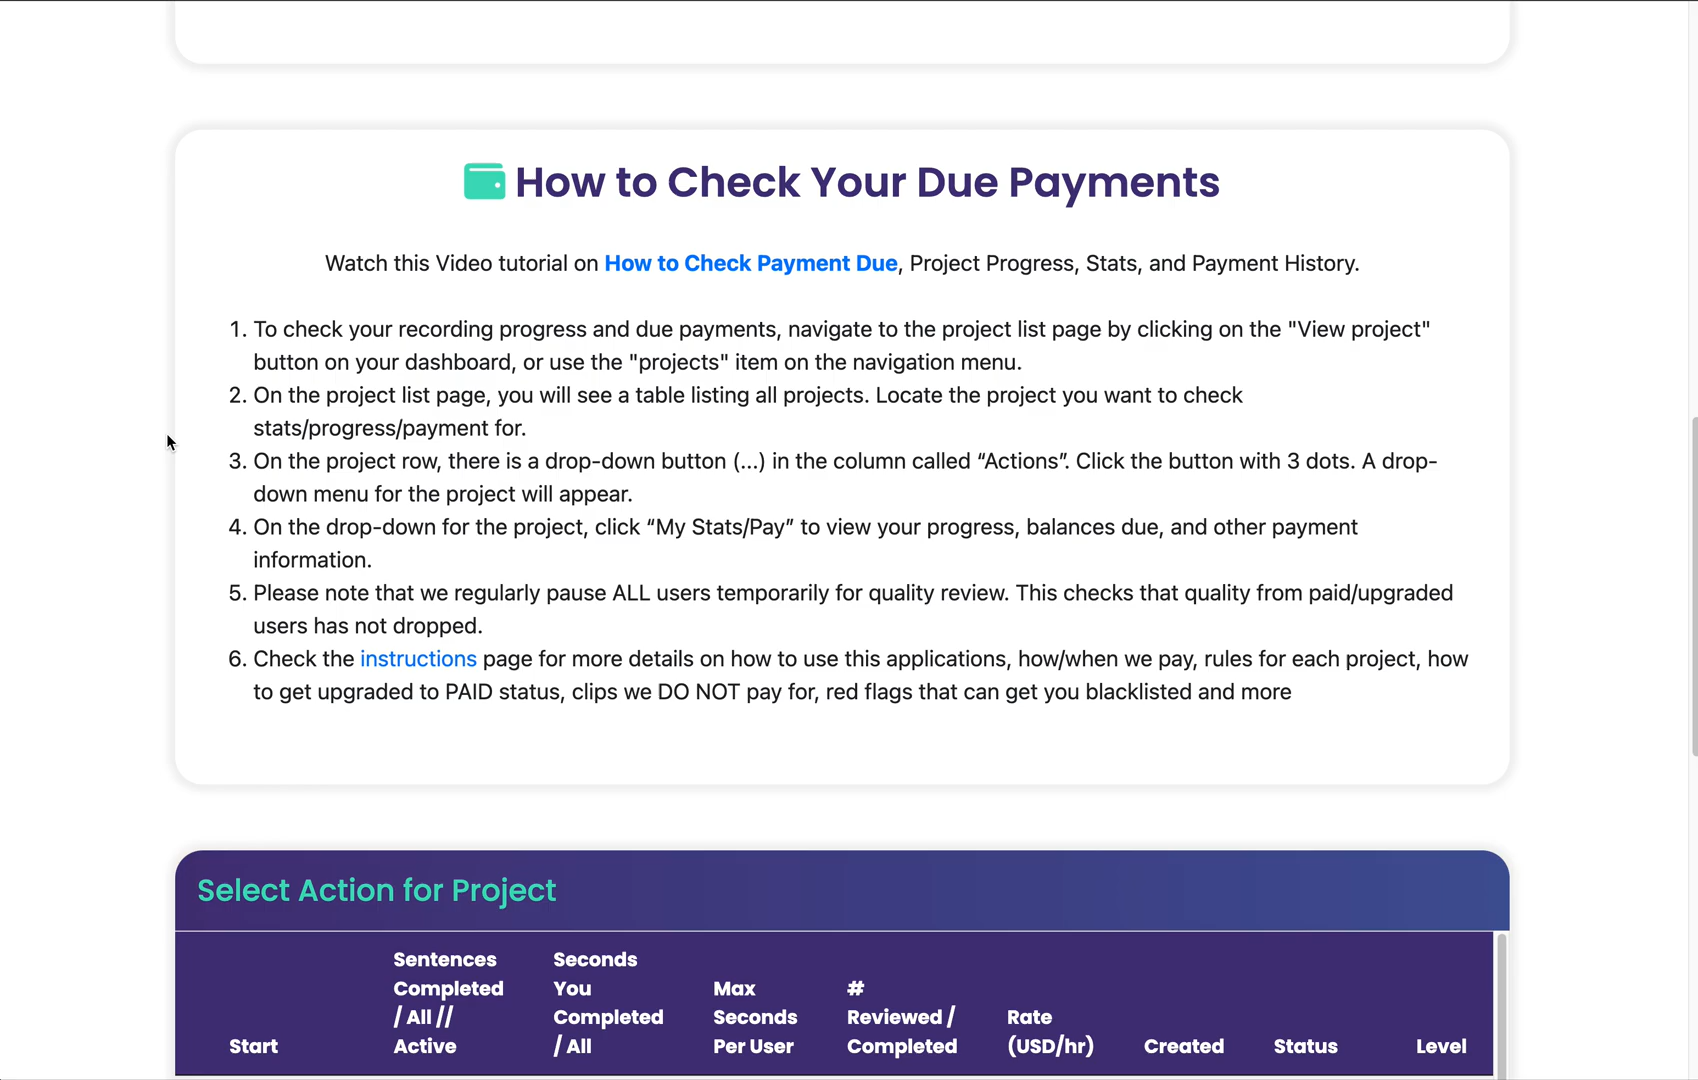 How to Check Your Due Payments
Watch this Video tutorial on How to Check Payment Due, Project Progress, Stats, and Payment History.
1. To check your recording progress and due payments, navigate to the project list page by clicking on the "View project"
button on your dashboard, or use the "projects" item on the navigation menu.
2. On the project list page, you will see a table listing all projects. Locate the project you want to check
stats/progress/payment for.
3. On the project row, there is a drop-down button (...) in the column called “Actions”. Click the button with 3 dots. A drop-
down menu for the project will appear.
4. On the drop-down for the project, click “My Stats/Pay” to view your progress, balances due, and other payment
information.
5. Please note that we regularly pause ALL users temporarily for quality review. This checks that quality from paid/upgraded
users has not dropped.
6. Check the instructions page for more details on how to use this applications, how/when we pay, rules for each project, how
to get upgraded to PAID status, clips we DO NOT pay for, red flags that can get you blacklisted and more
Select Action for Project
Start
Sentences
Completed
/ All //
Active
Seconds
You
Completed
/ All
Max
Seconds
Per User
#
Reviewed /
Completed
Rate
(USD/hr)
Created
Status
Level